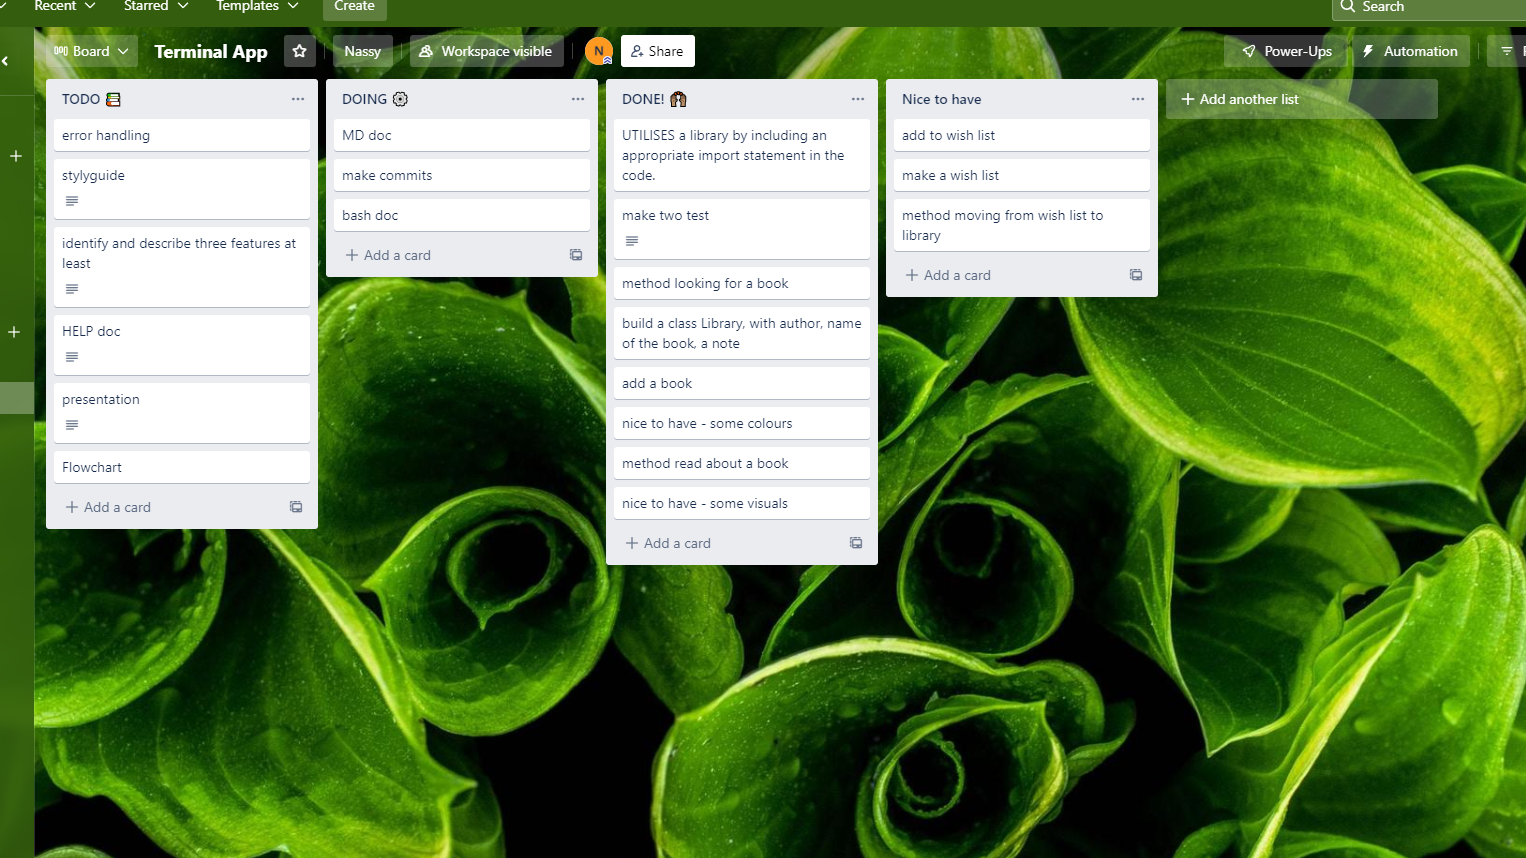 Recent
Starred
Templates
Create
Search
Board
Terminal App
Nassy
Workspace visible
N
Share
Power-Ups
Automation
TODO
error handling
stylyguide
identify and describe three features at
least
HELP doc
presentation
Flowchart
Add a card
DOING
MD doc
make commits
bash doc
Add a card
DONE!
UTILISES a library by including an
appropriate import statement in the
code.
make two test
method looking for a book
build a class Library, with author, name
of the book, a note
add a book
nice to have - some colours
method read about a book
nice to have - some visuals
Add a card
Nice to have
add to wish list
make a wish list
method moving from wish list to
library
Add a card
Add another list